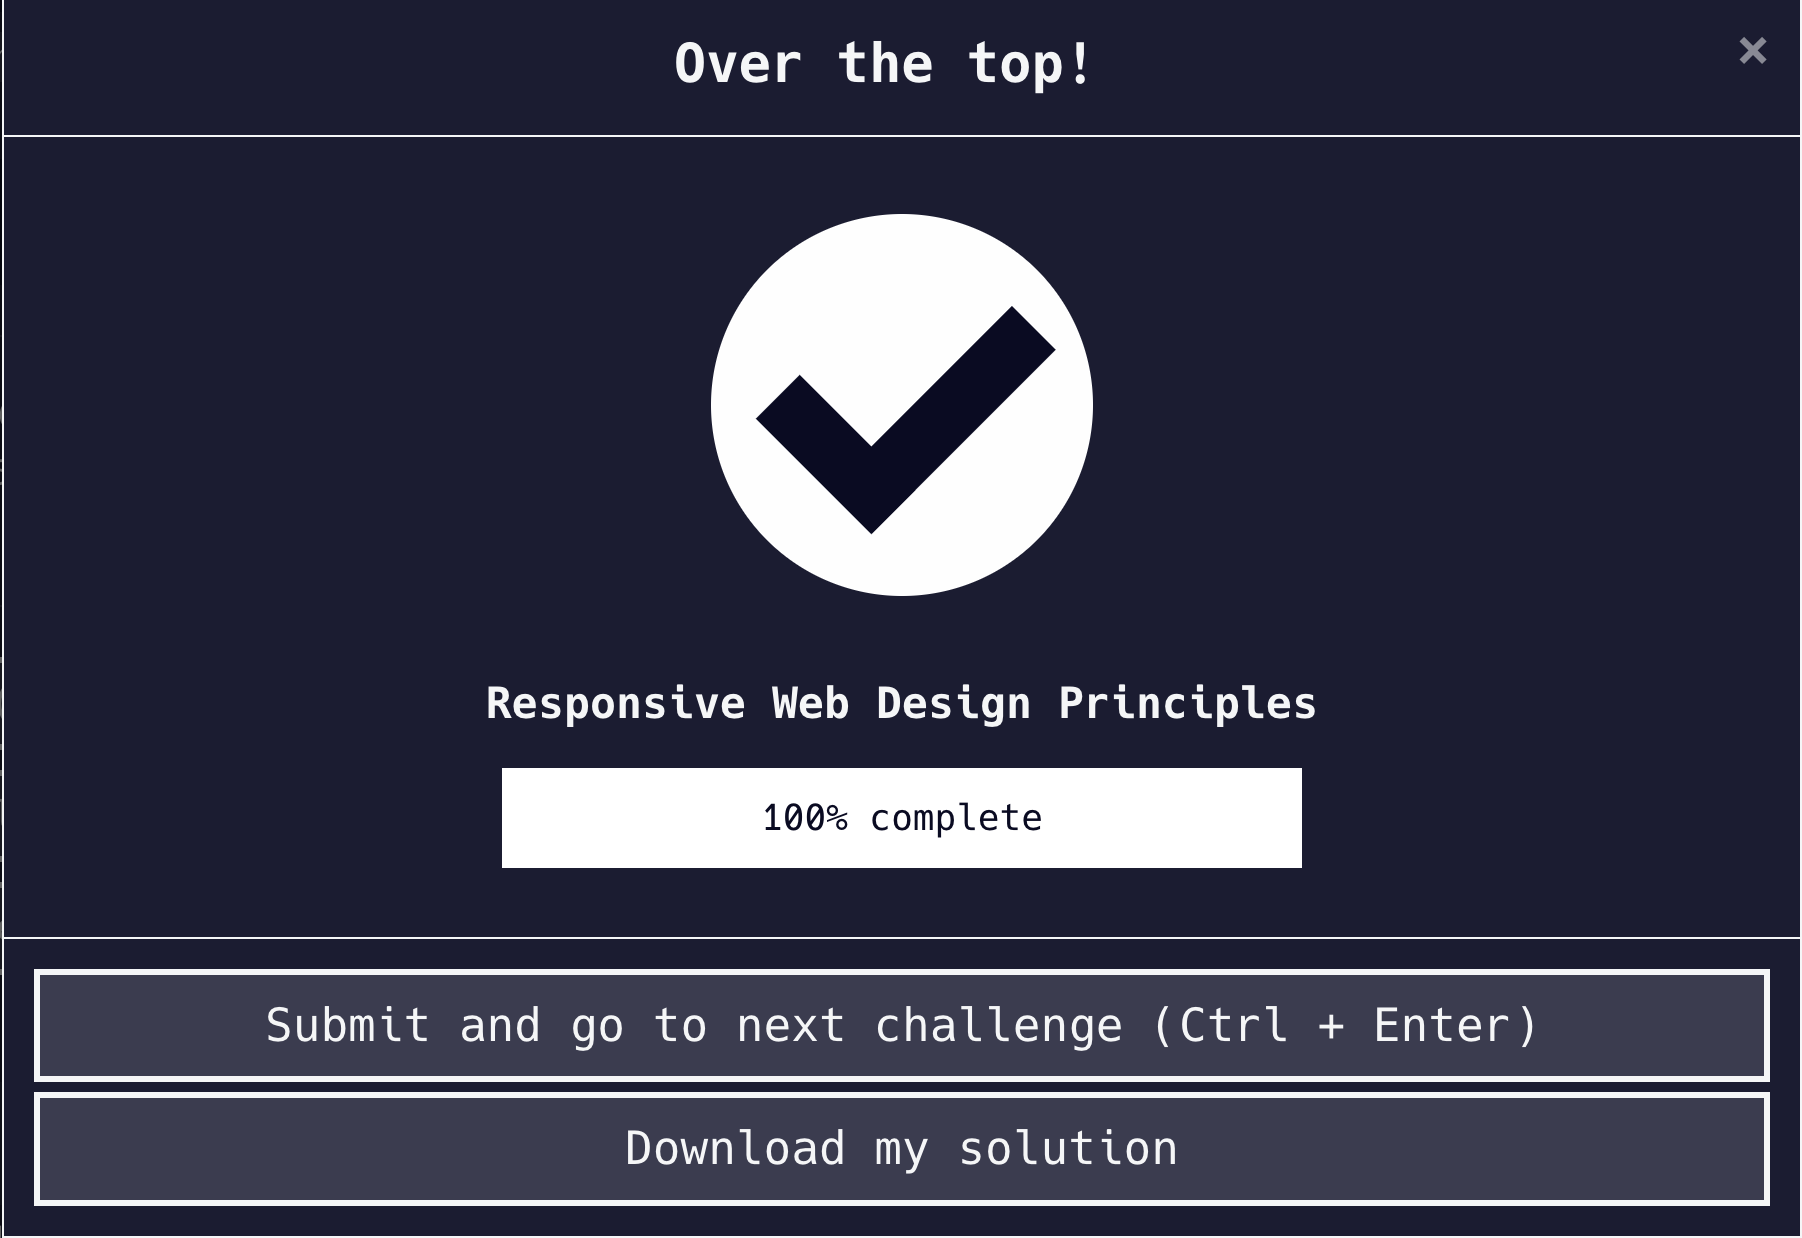 Over the top!
×
Responsive Web Design Principles
100% complete
Submit and go to next challenge (Ctrl + Enter)
Download my solution